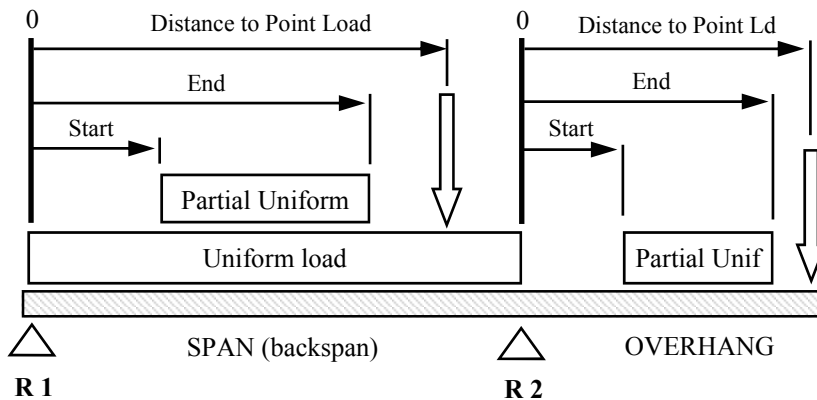 0
Distance to Point Load
0
Distance to Point Ld
End
End
Start
Start
Partial Uniform
Uniform load
Partial Unif
SPAN (backspan)
OVERHANG
R 1
R 2